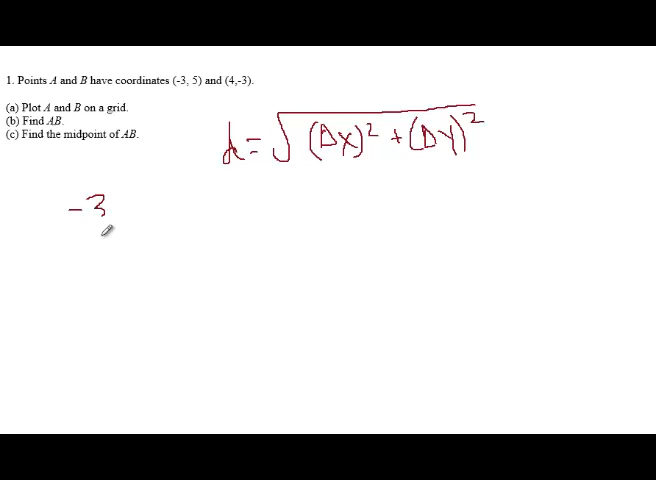 1. Points A and B have coordinates (-3, 5) and (4,-3).
(a) Plot A and B on a grid.
(b) Find AB.
(c) Find the midpoint of AB.
d = √(Δx)² + (Δy)²
-3